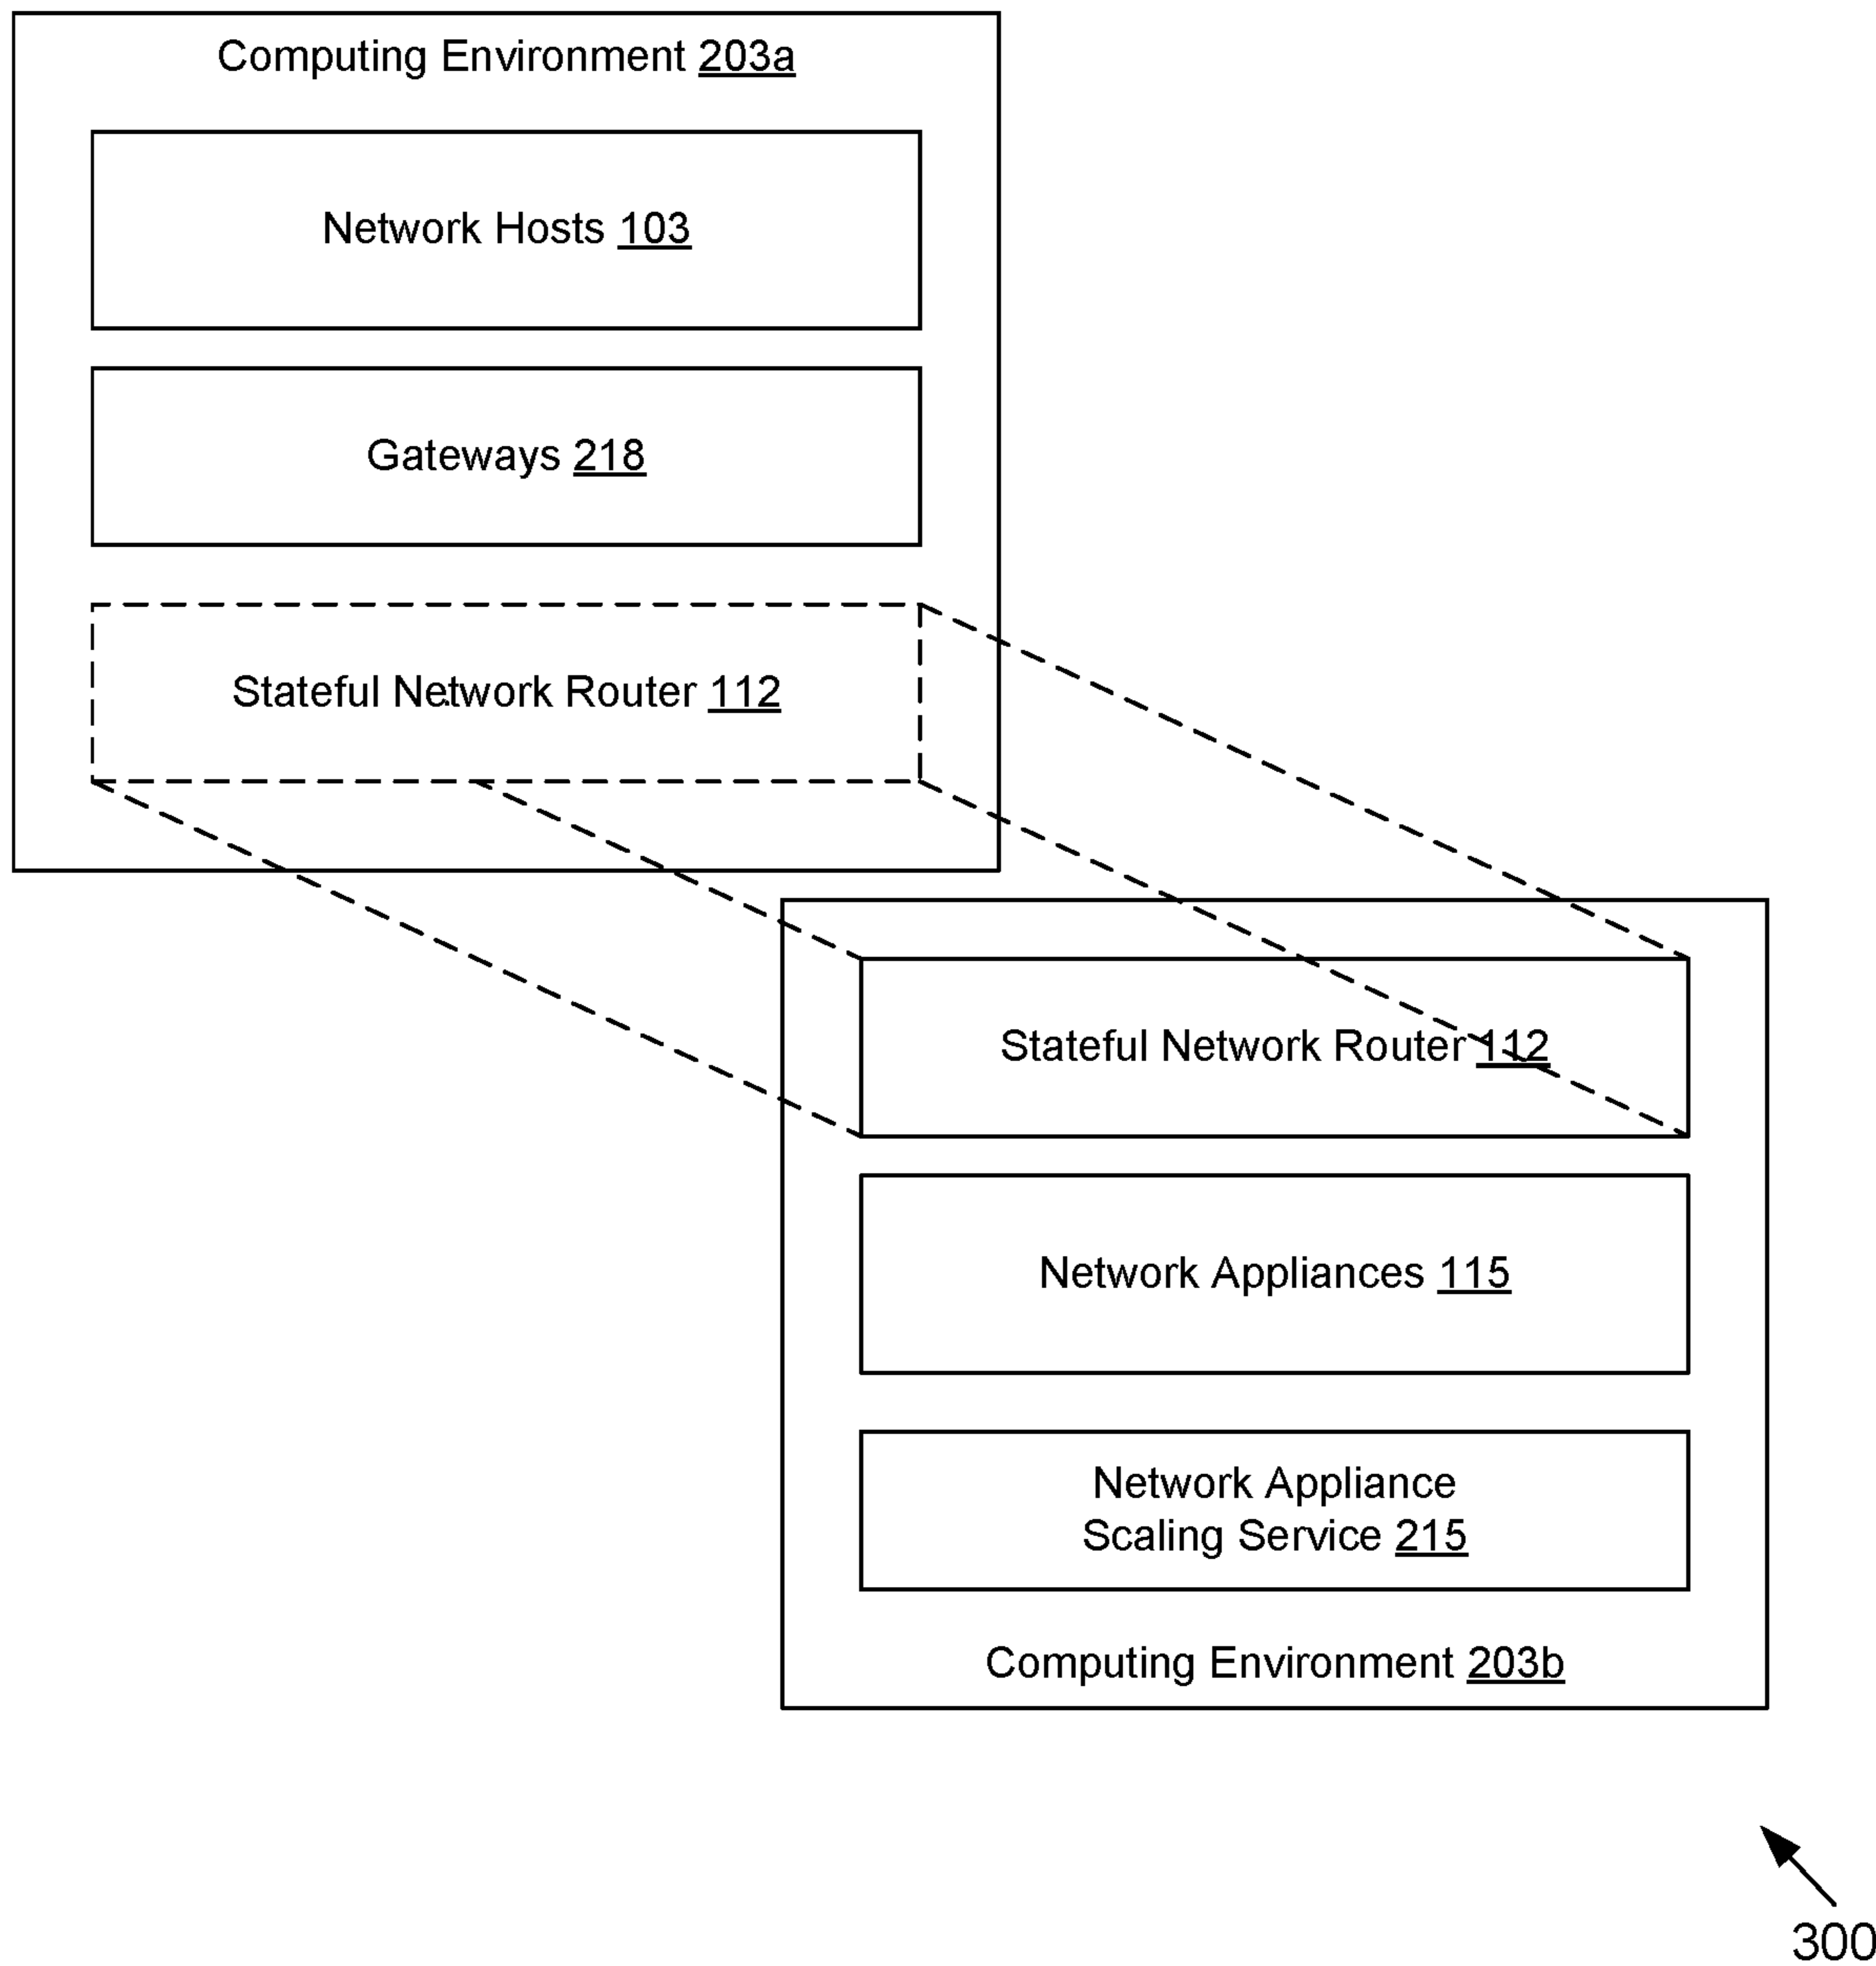 Computing Environment 203a
Network Hosts 103
Gateways 218
Stateful Network Router 112
Stateful Network Router 112
Network Appliances 115
Network Appliance
Scaling Service 215
Computing Environment 203b
300